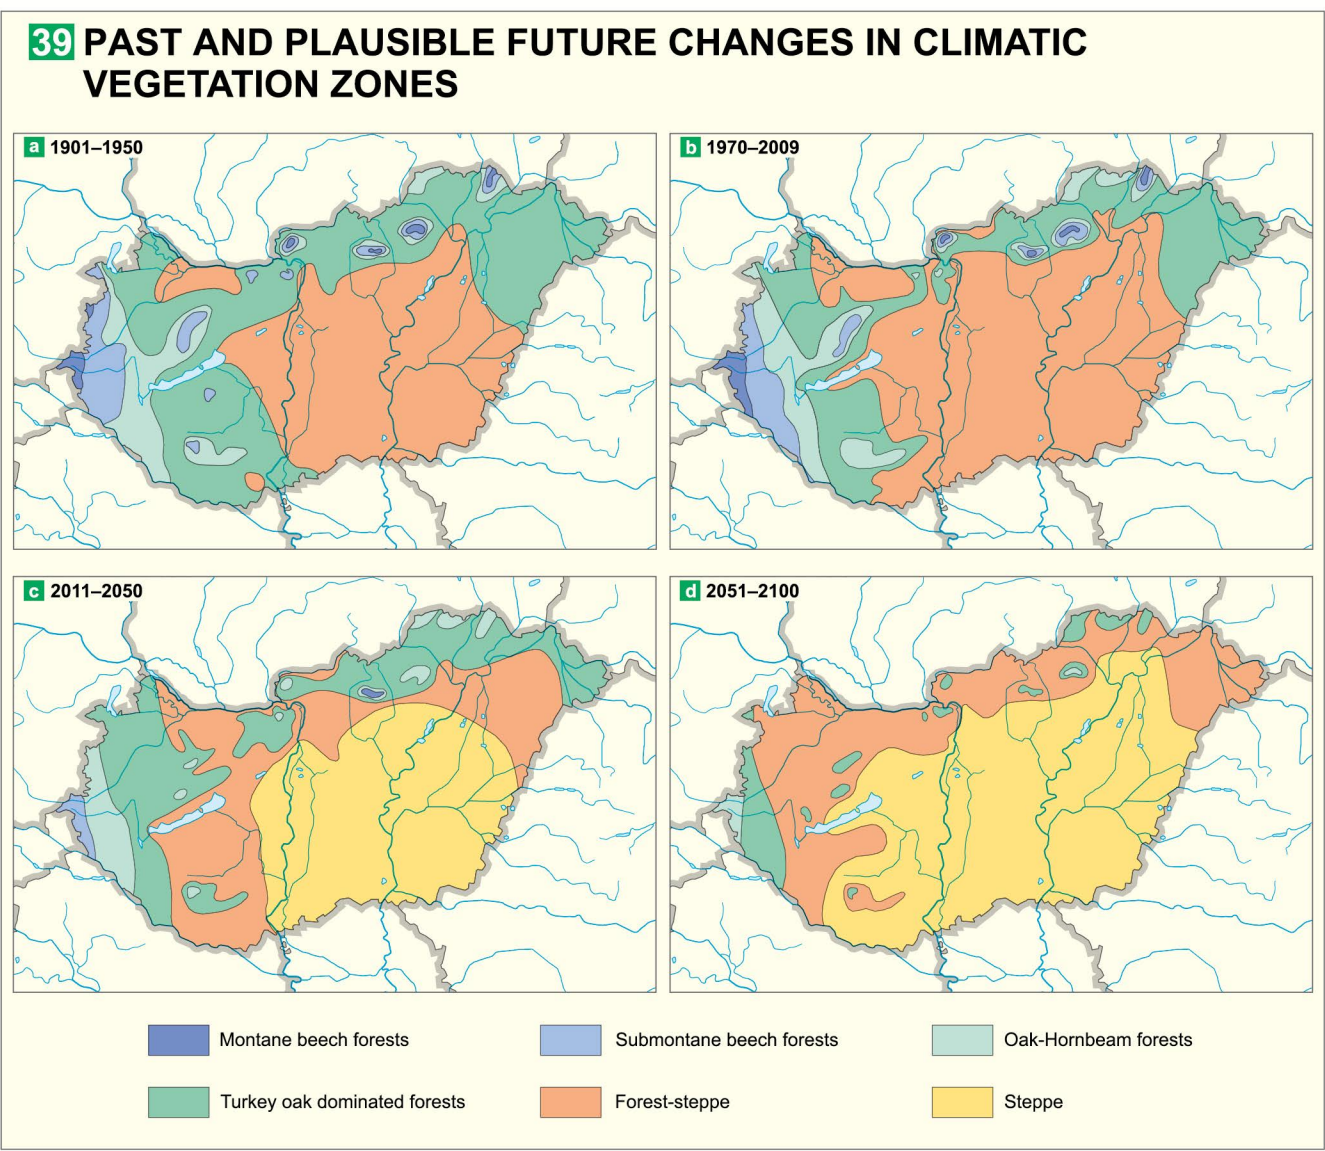 39 PAST AND PLAUSIBLE FUTURE CHANGES IN CLIMATIC
VEGETATION ZONES
a 1901–1950
b 1970–2009
c 2011–2050
d 2051–2100
Montane beech forests
Submontane beech forests
Oak-Hornbeam forests
Turkey oak dominated forests
Forest-steppe
Steppe